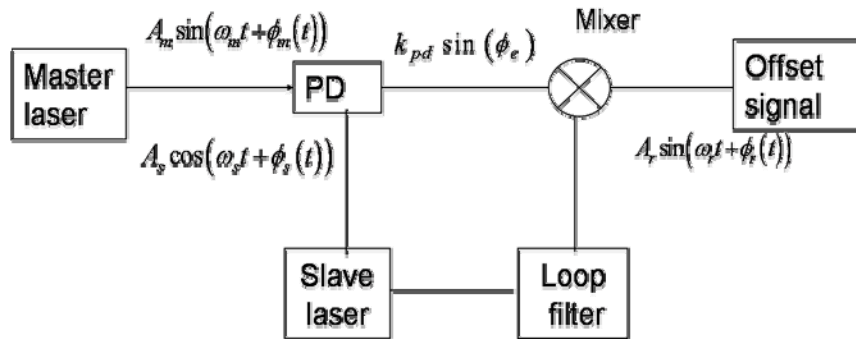 Mixer
A_m sin(ω_m t+ϕ_m(t))
k_pd sin (ϕ_e)
Master
laser
PD
Offset
signal
A_s cos(ω_s t+ϕ_s(t))
A_r sin(ω_r t+ϕ_r(t))
Slave
laser
Loop
filter